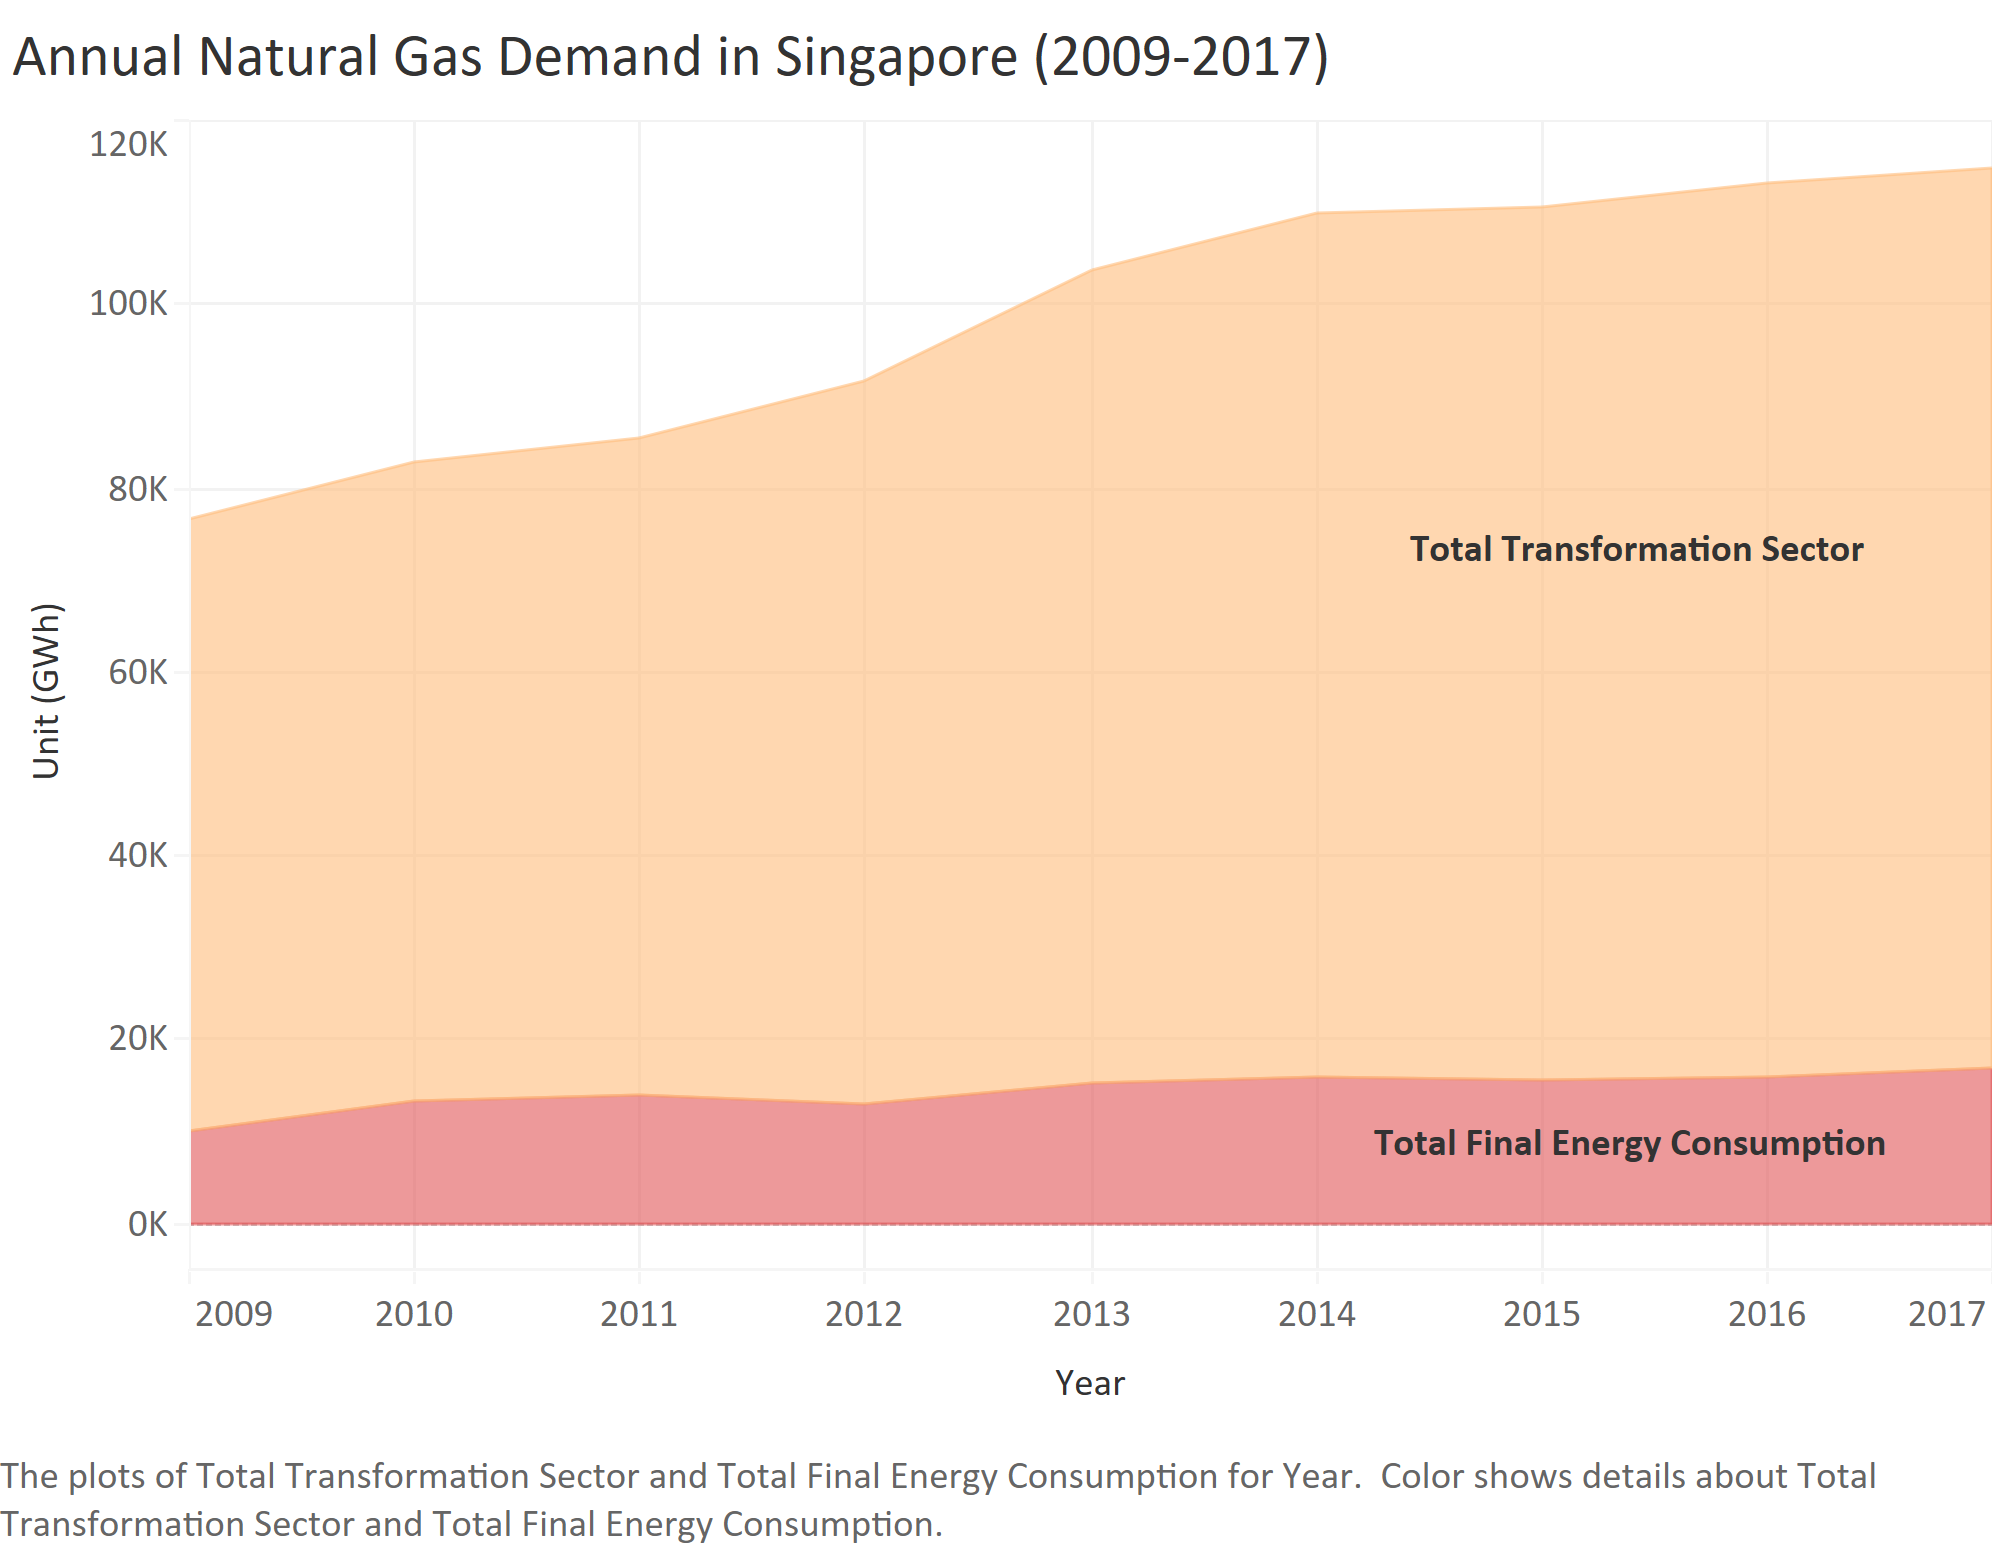 Annual Natural Gas Demand in Singapore (2009-2017)
120K
100K
80K
60K
40K
20K
0K
Unit (GWh)
Total Transformation Sector
Total Final Energy Consumption
2009 2010 2011 2012 2013 2014 2015 2016 2017
Year
The plots of Total Transformation Sector and Total Final Energy Consumption for Year.  Color shows details about Total
Transformation Sector and Total Final Energy Consumption.